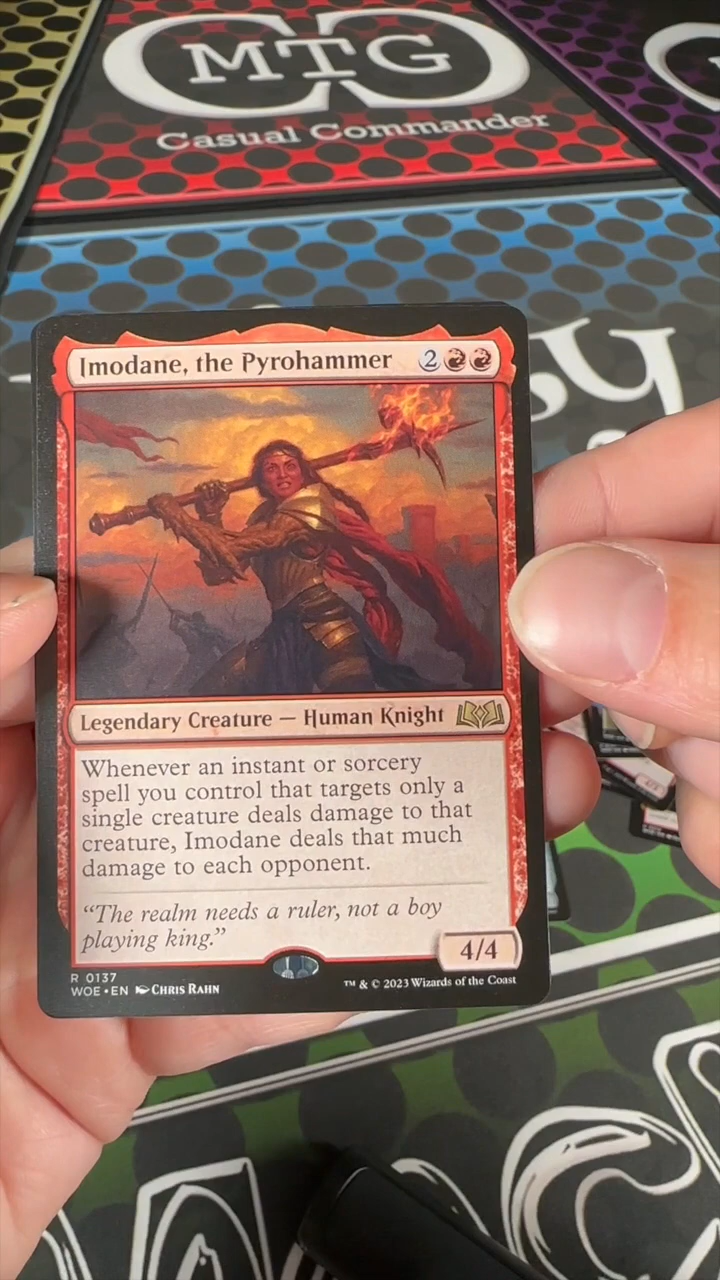 MTG
Casual Commander
Imodane, the Pyrohammer 2
Legendary Creature — Human Knight
Whenever an instant or sorcery
spell you control that targets only a
single creature deals damage to that
creature, Imodane deals that much
damage to each opponent.
“The realm needs a ruler, not a boy
playing king.”
4/4
R 0137
WOE • EN Chris Rahn
™ & © 2023 Wizards of the Coast